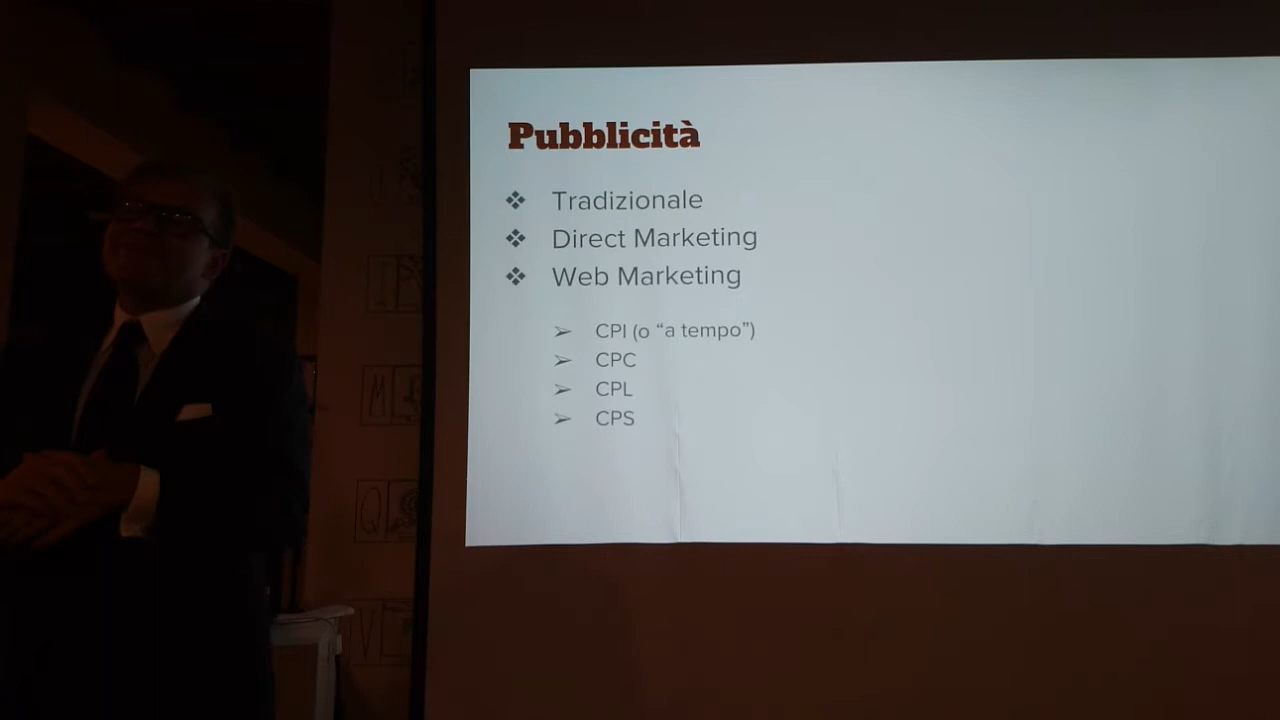 Pubblicità
❖ Tradizionale
❖ Direct Marketing
❖ Web Marketing
➢ CPI (o “a tempo”)
➢ CPC
➢ CPL
➢ CPS
I
M
Q
V